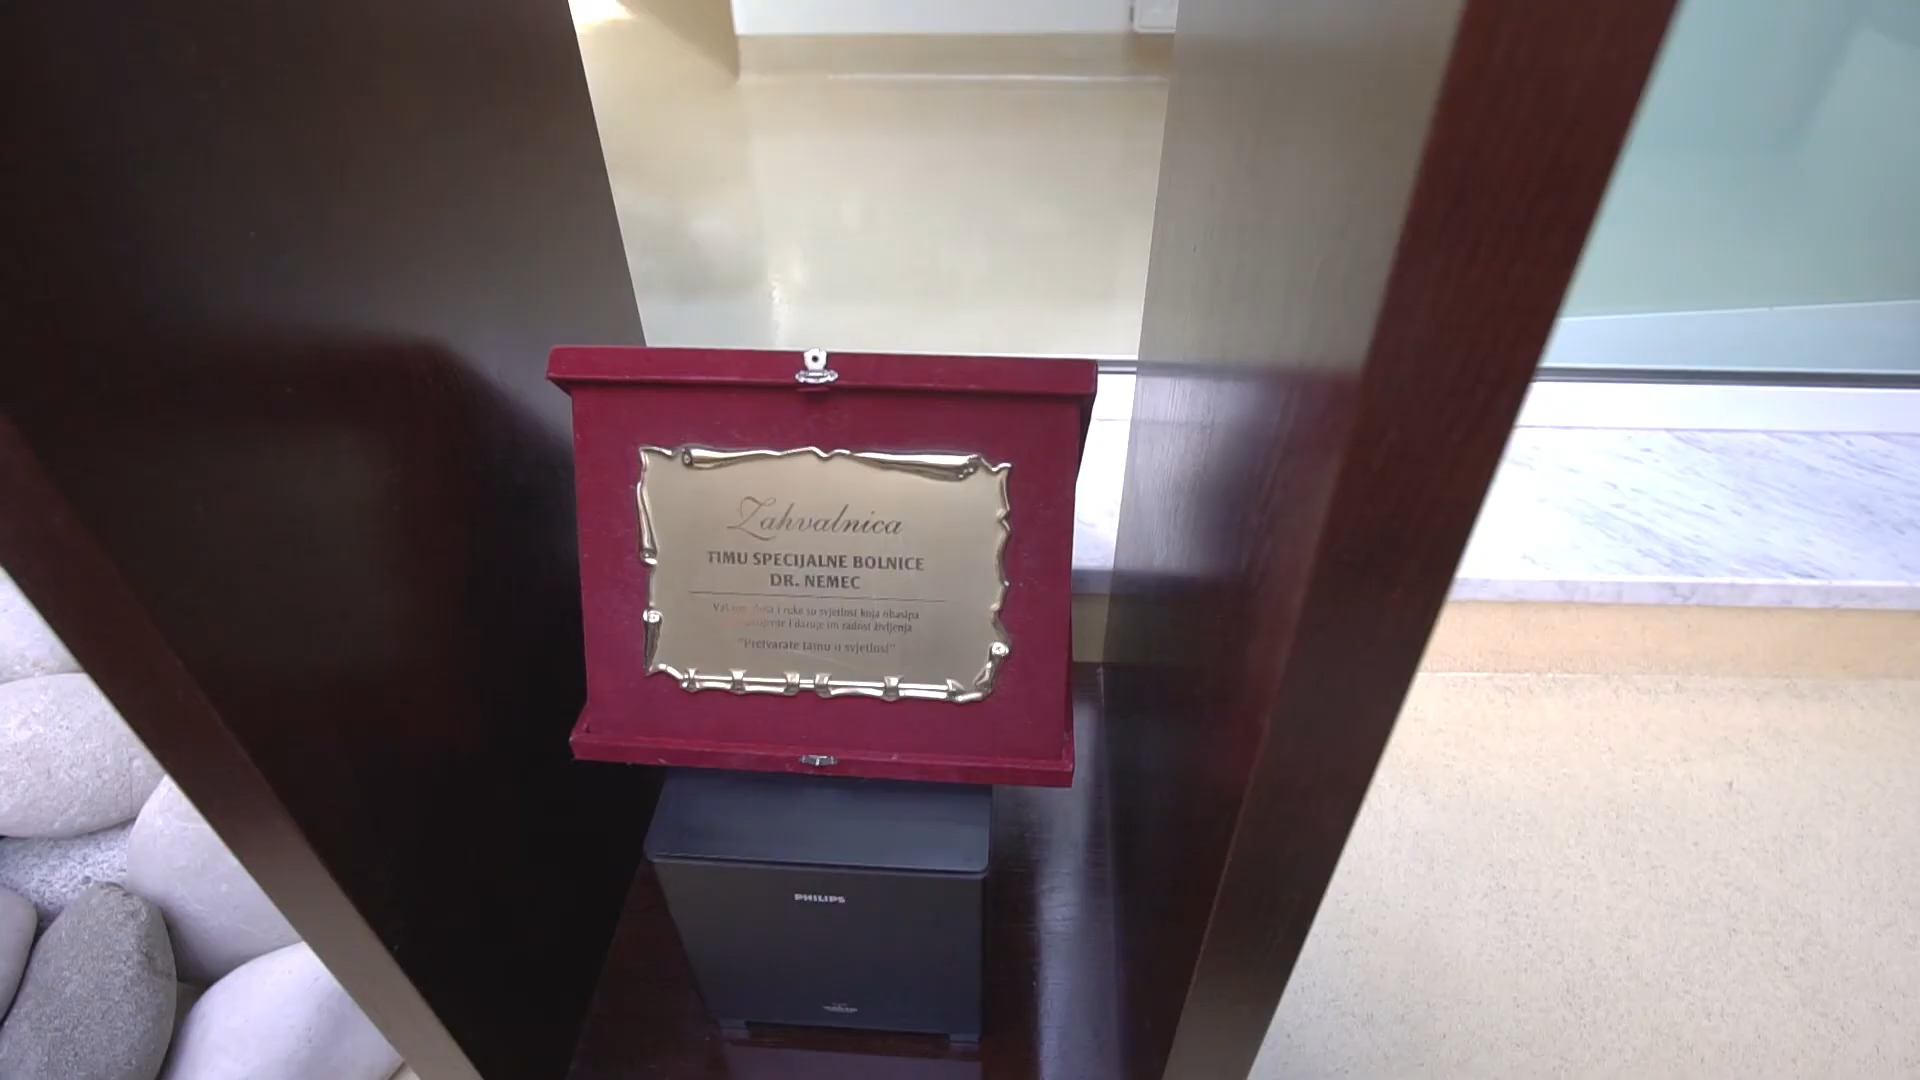 Zahvalnica
TIMU SPECIJALNE BOLNICE
DR. NEMEC
i ruke su svjetlost koja obasipa
i daruje im radost življenja
"Pretvarate tamu u svjetlost"
PHILIPS